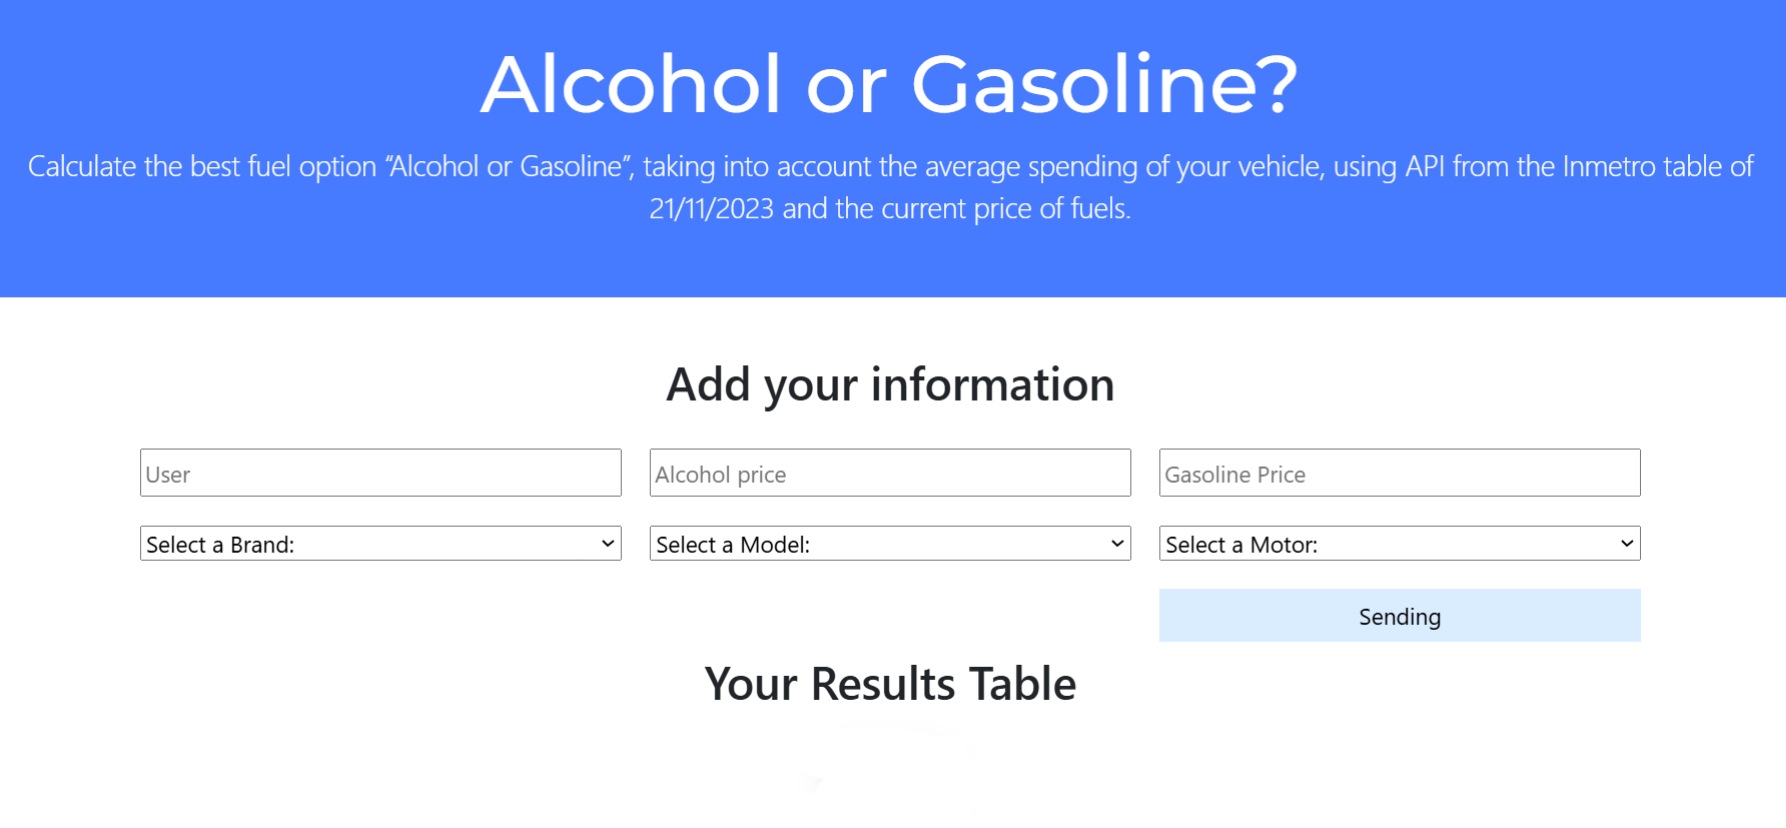 Alcohol or Gasoline?
Calculate the best fuel option “Alcohol or Gasoline”, taking into account the average spending of your vehicle, using API from the Inmetro table of
21/11/2023 and the current price of fuels.
Add your information
User
Alcohol price
Gasoline Price
Select a Brand:
Select a Model:
Select a Motor:
Sending
Your Results Table